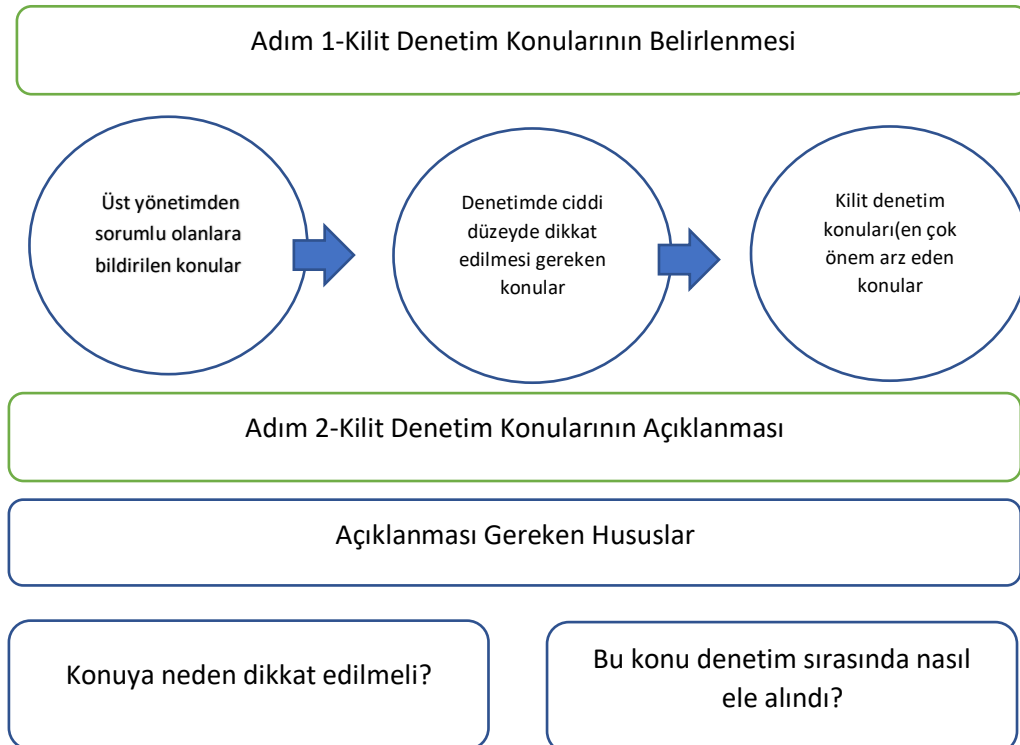 Adım 1-Kilit Denetim Konularının Belirlenmesi
Üst yönetimden
sorumlu olanlara
bildirilen konular
Denetimde ciddi
düzeyde dikkat
edilmesi gereken
konular
Kilit denetim
konuları(en çok
önem arz eden
konular
Adım 2-Kilit Denetim Konularının Açıklanması
Açıklanması Gereken Hususlar
Konuya neden dikkat edilmeli?
Bu konu denetim sırasında nasıl
ele alındı?